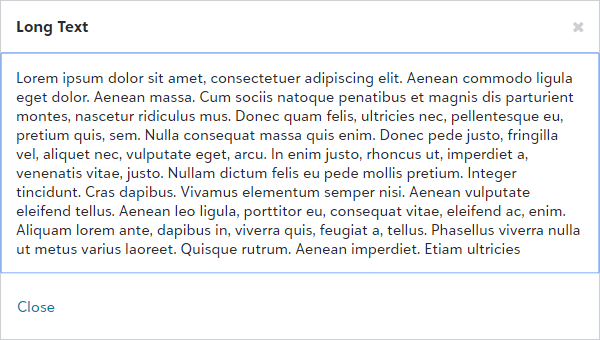 Long Text
Lorem ipsum dolor sit amet, consectetuer adipiscing elit. Aenean commodo ligula
eget dolor. Aenean massa. Cum sociis natoque penatibus et magnis dis parturient
montes, nascetur ridiculus mus. Donec quam felis, ultricies nec, pellentesque eu,
pretium quis, sem. Nulla consequat massa quis enim. Donec pede justo, fringilla
vel, aliquet nec, vulputate eget, arcu. In enim justo, rhoncus ut, imperdiet a,
venenatis vitae, justo. Nullam dictum felis eu pede mollis pretium. Integer
tincidunt. Cras dapibus. Vivamus elementum semper nisi. Aenean vulputate
eleifend tellus. Aenean leo ligula, porttitor eu, consequat vitae, eleifend ac, enim.
Aliquam lorem ante, dapibus in, viverra quis, feugiat a, tellus. Phasellus viverra nulla
ut metus varius laoreet. Quisque rutrum. Aenean imperdiet. Etiam ultricies
Close